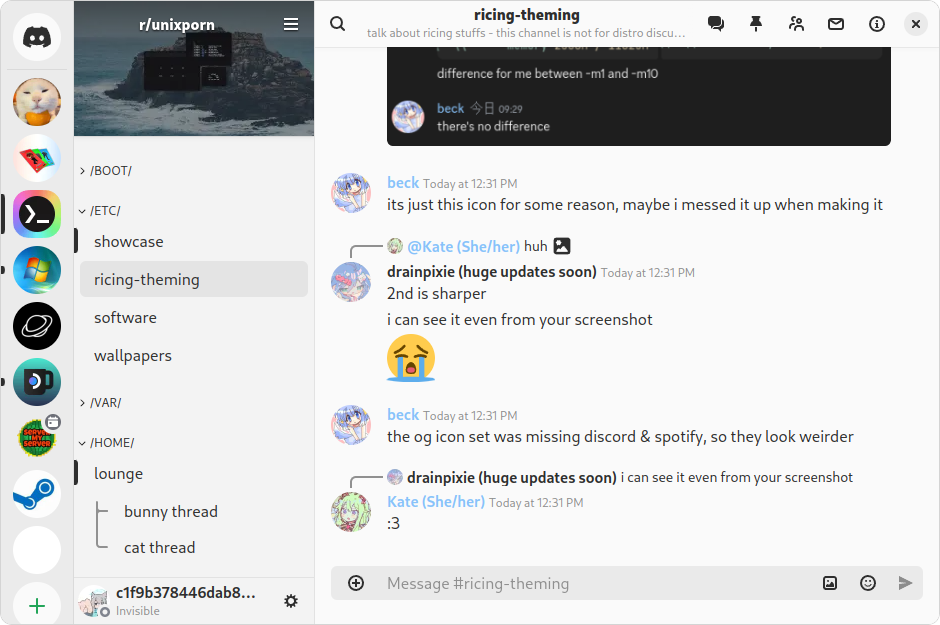 r/unixporn
/BOOT/
/ETC/
showcase
ricing-theming
software
wallpapers
/VAR/
/HOME/
lounge
bunny thread
cat thread
c1f9b378446dab8...
Invisible
SERVE
MY
SERVER
ricing-theming
talk about ricing stuffs - this channel is not for distro discu...
difference for me between -m1 and -m10
beck 今日 09:29
there's no difference
beck Today at 12:31 PM
its just this icon for some reason, maybe i messed it up when making it
@Kate (She/her) huh
drainpixie (huge updates soon) Today at 12:31 PM
2nd is sharper
i can see it even from your screenshot
beck Today at 12:31 PM
the og icon set was missing discord & spotify, so they look weirder
drainpixie (huge updates soon) i can see it even from your screenshot
Kate (She/her) Today at 12:31 PM
:3
Message #ricing-theming